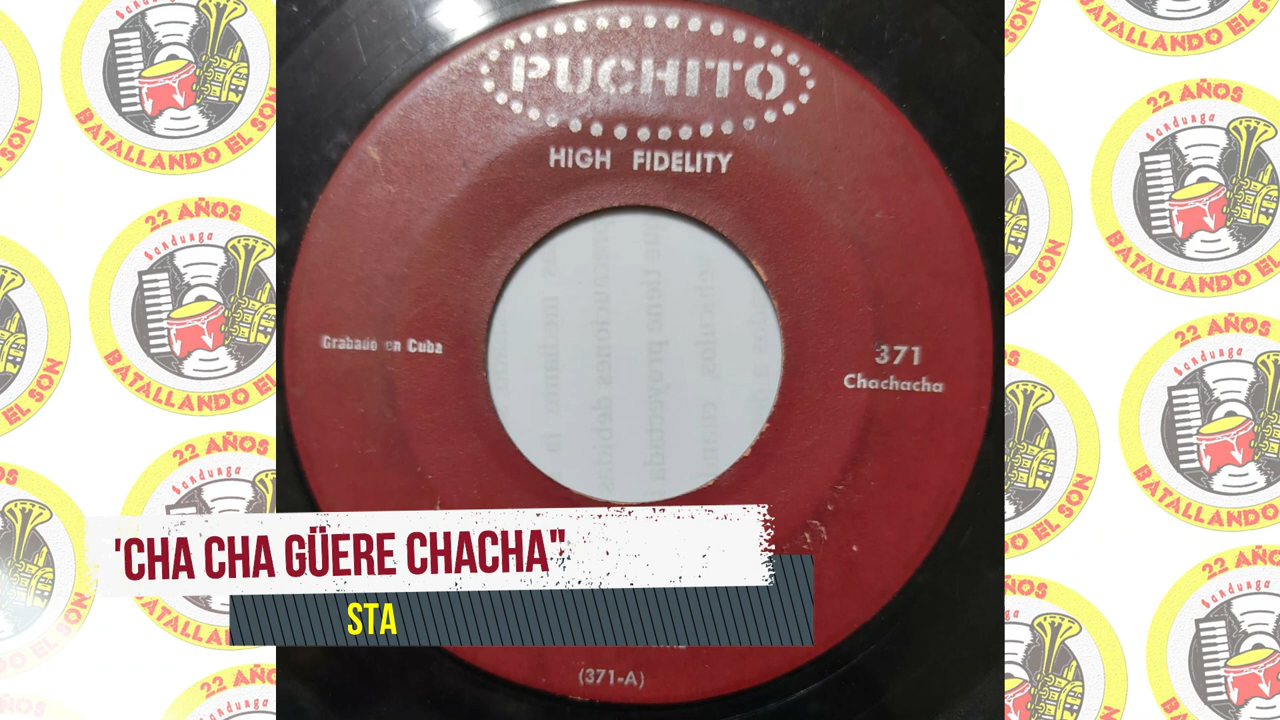 PUCHITO
HIGH FIDELITY
Grabado en Cuba
371
Chachacha
'CHA CHA GÜERE CHACHA"
STA
(371-A)
22 AÑOS
Sandunga
BATALLANDO EL SON